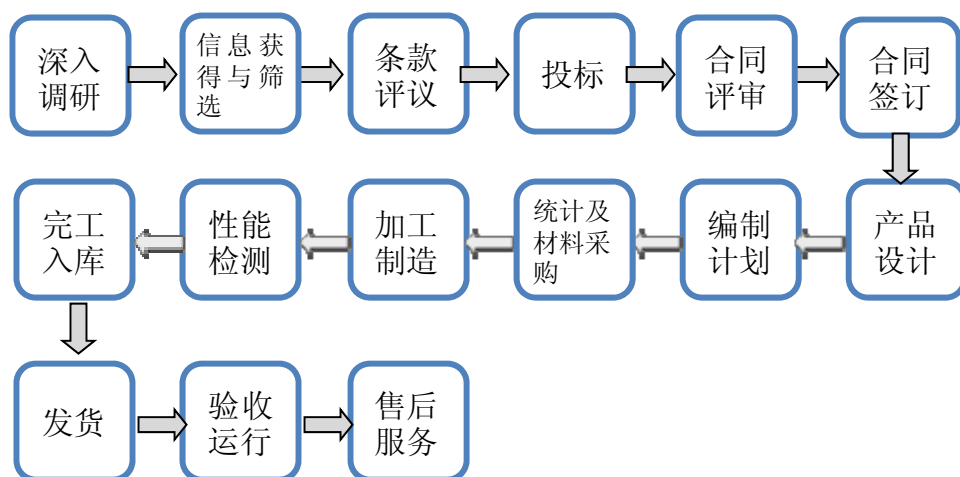 深入
调研
信息获
得与筛
选
条款
评议
投标
合同
评审
合同
签订
完工
入库
性能
检测
加工
制造
统计及
材料采
购
编制
计划
产品
设计
发货
验收
运行
售后
服务